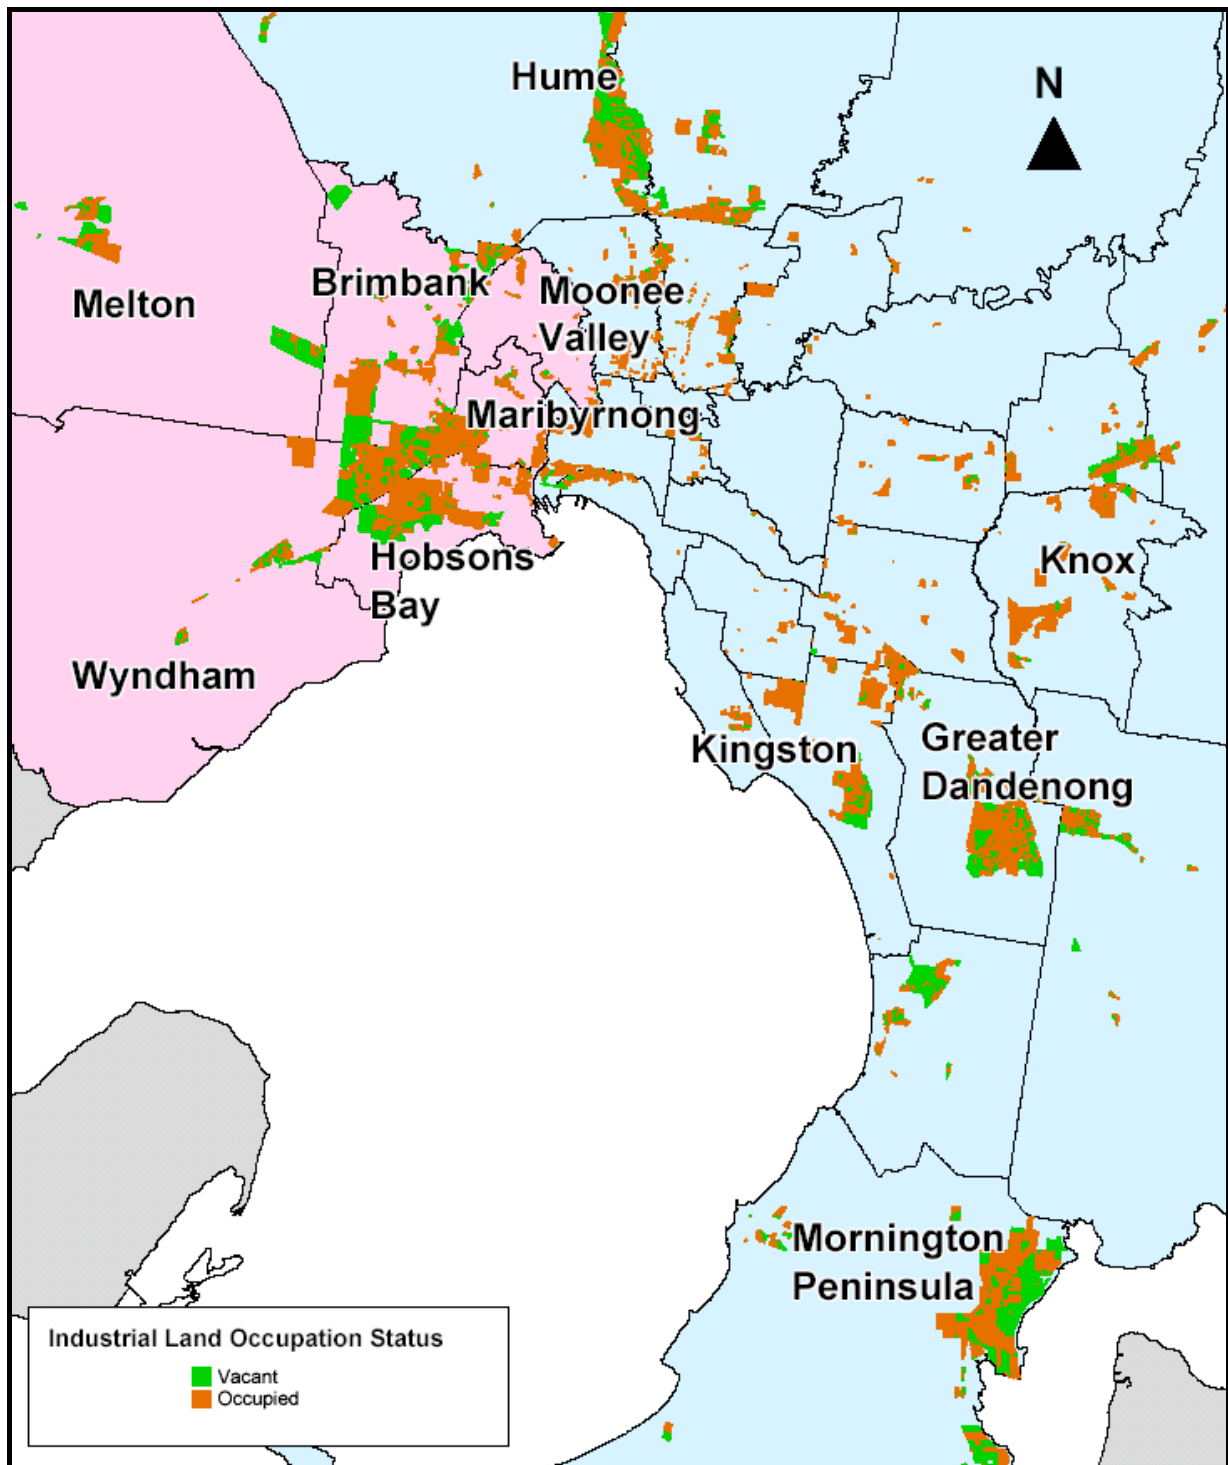 Hume
N
Brimbank
Moonee
Valley
Melton
Maribyrnong
Hobsons
Bay
Knox
Wyndham
Kingston
Greater
Dandenong
Mornington
Peninsula
Industrial Land Occupation Status
Vacant
Occupied